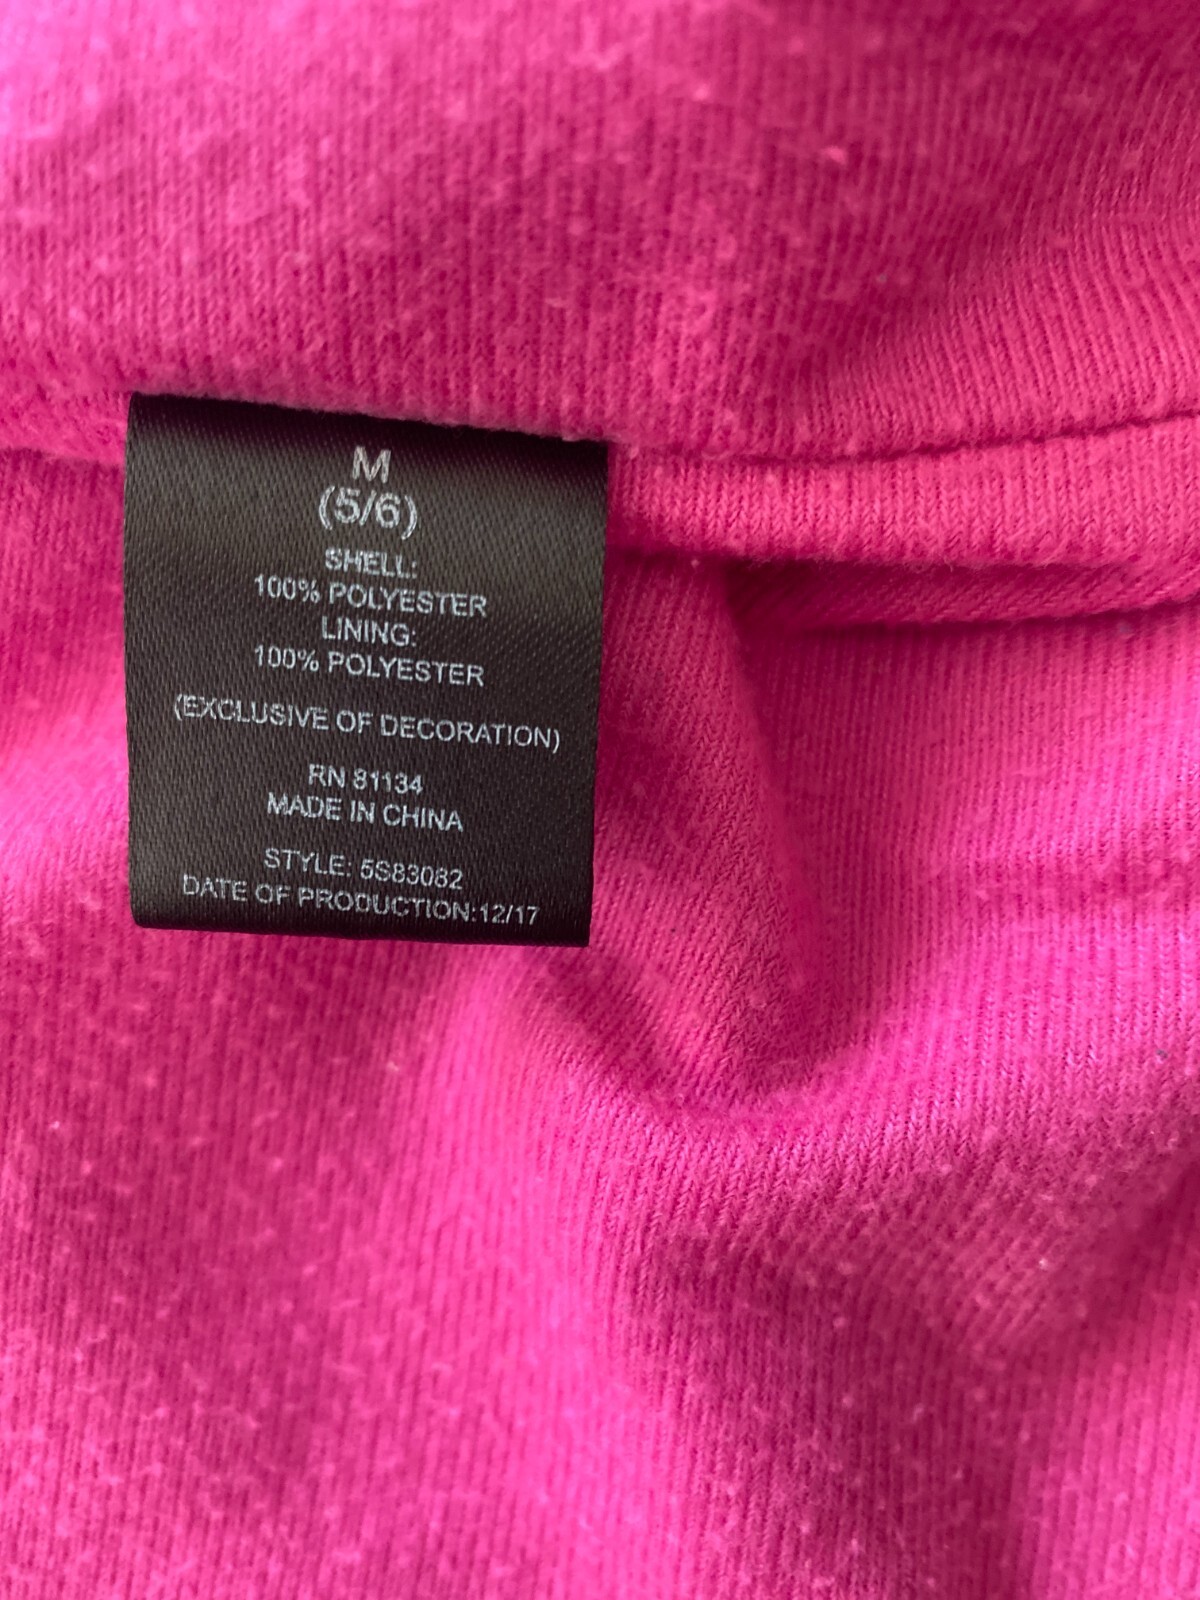 M
(5/6)
SHELL:
100% POLYESTER
LINING:
100% POLYESTER
(EXCLUSIVE OF DECORATION)
RN 81134
MADE IN CHINA
STYLE: 5S83082
DATE OF PRODUCTION:12/17